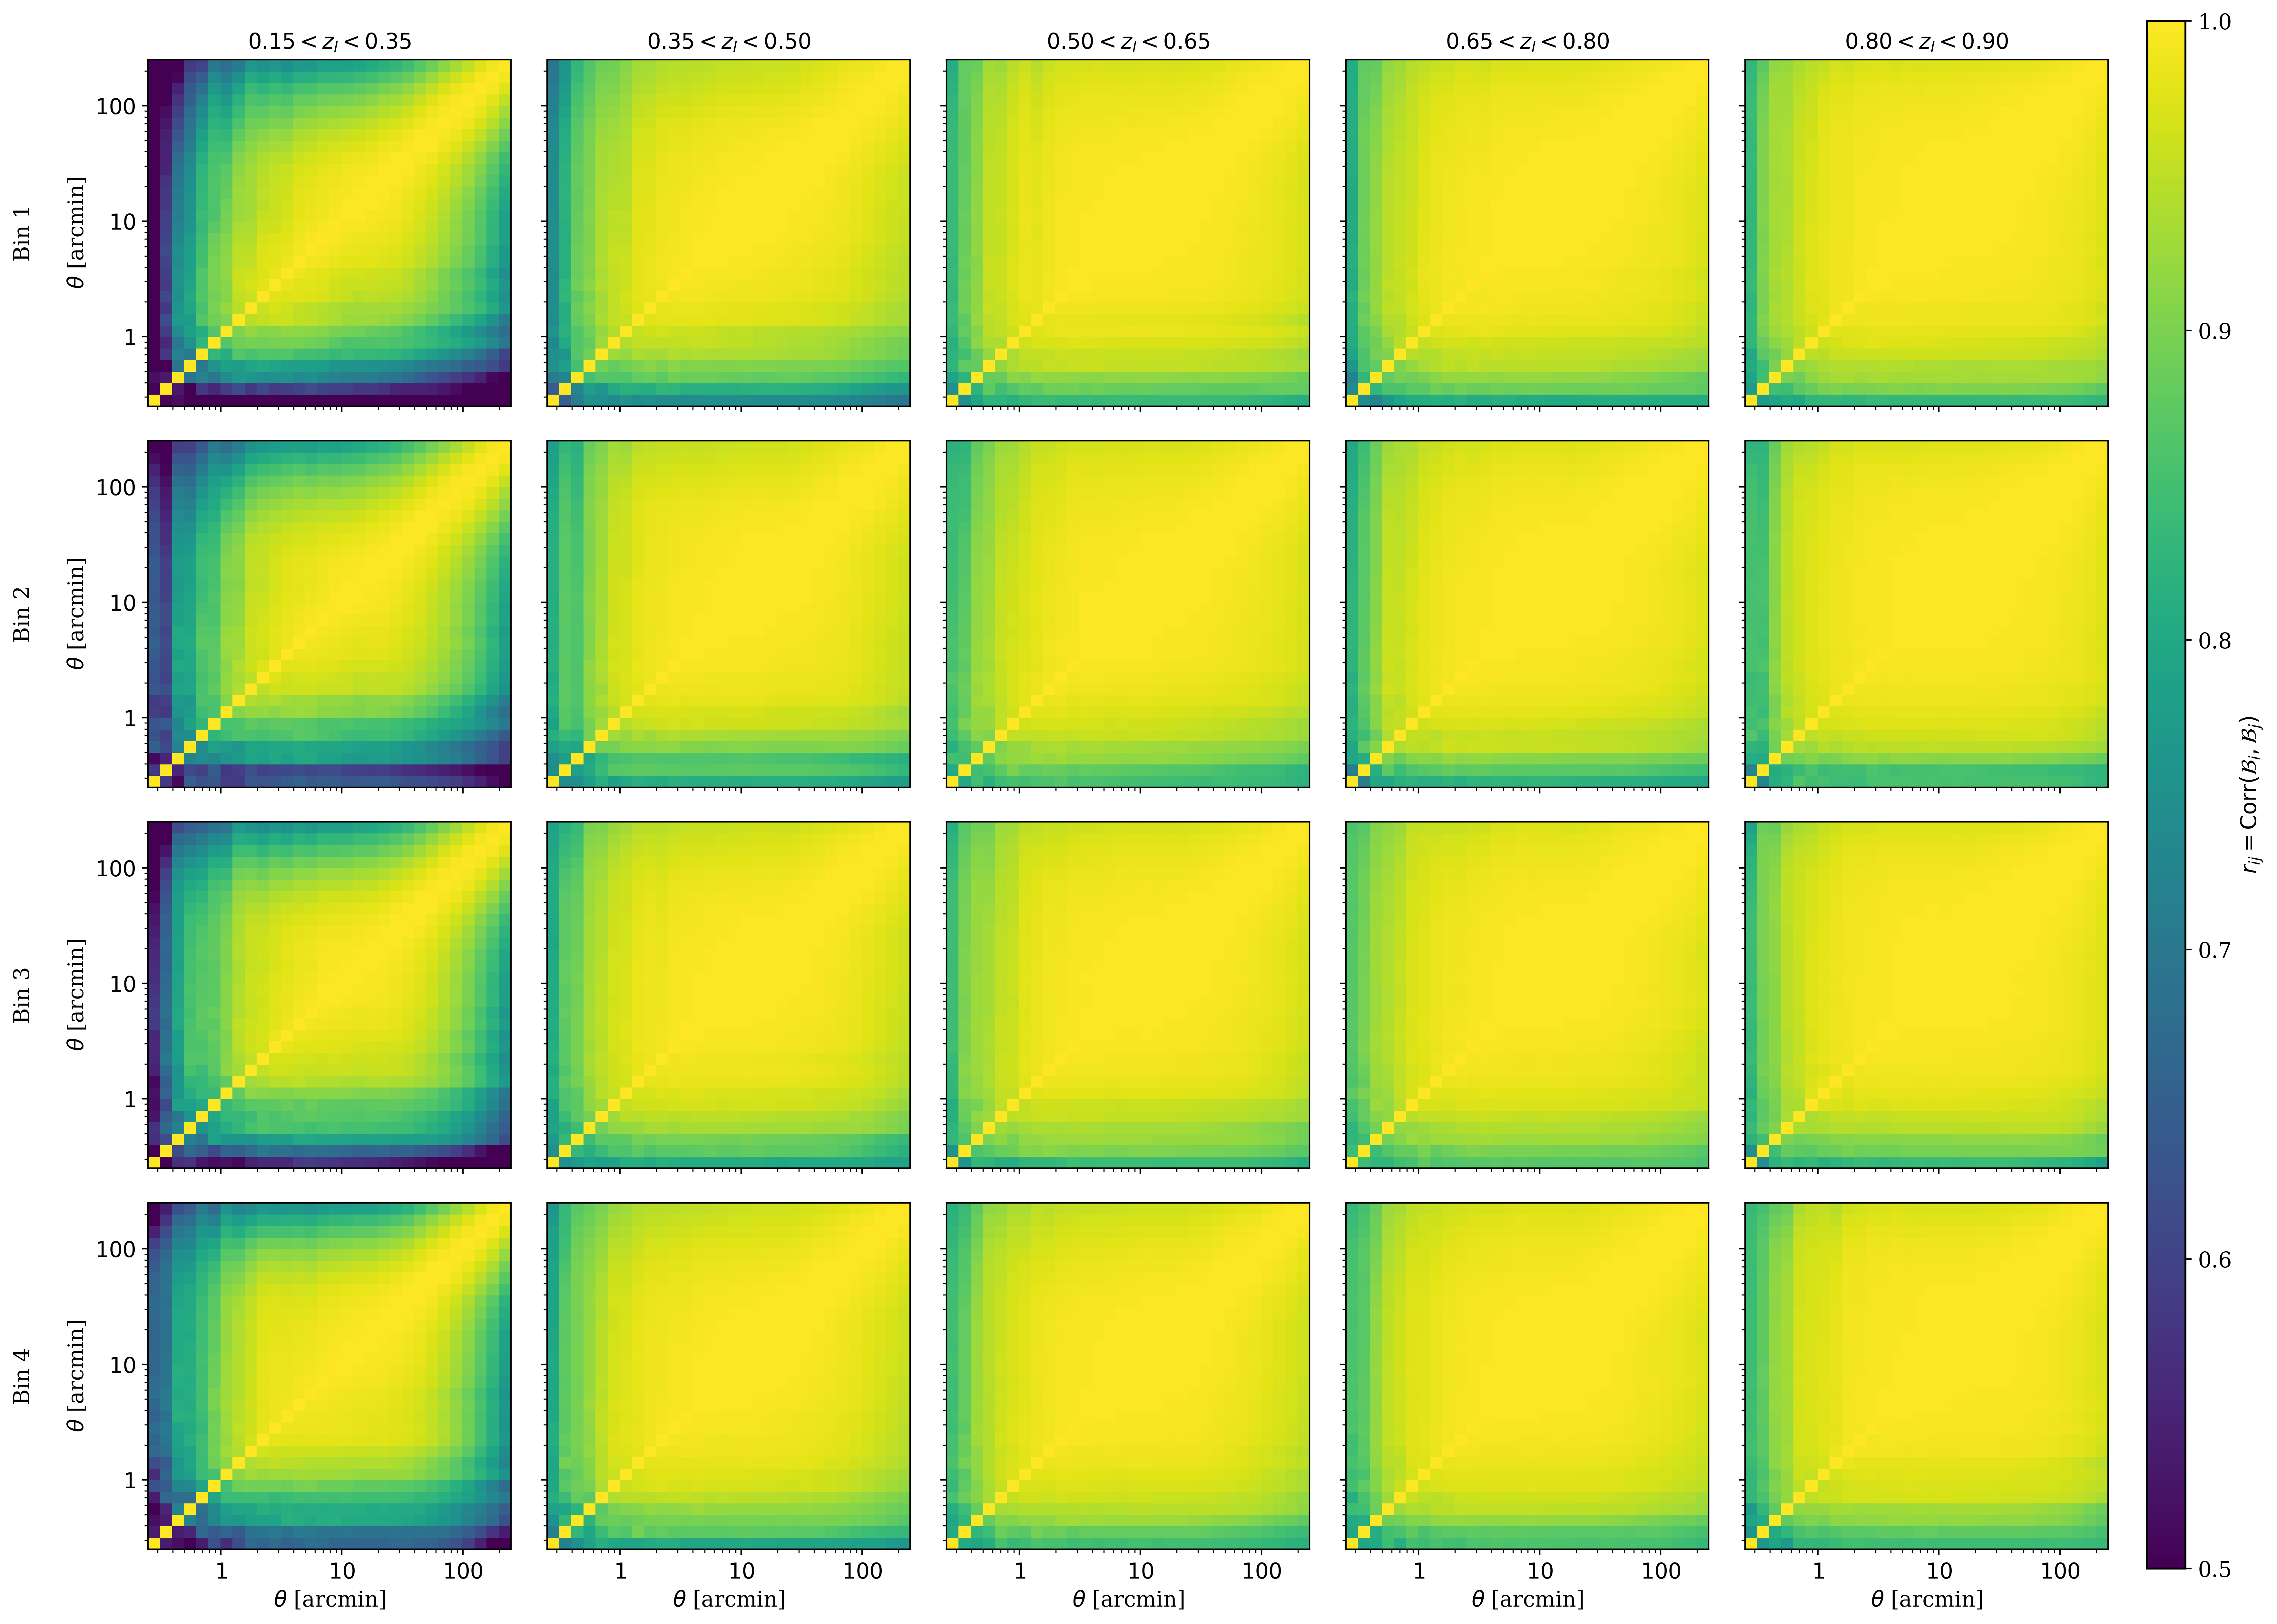 0.15 < z_l < 0.35 0.35 < z_l < 0.50 0.50 < z_l < 0.65 0.65 < z_l < 0.80 0.80 < z_l < 0.90
Bin 1
θ [arcmin]
100
10
1
Bin 2
θ [arcmin]
100
10
1
Bin 3
θ [arcmin]
100
10
1
Bin 4
θ [arcmin]
100
10
1
1 10 100 1 10 100 1 10 100 1 10 100 1 10 100
θ [arcmin] θ [arcmin] θ [arcmin] θ [arcmin] θ [arcmin]
1.0
0.9
0.8
0.7
0.6
0.5
r_ij = Corr(ℬ_i, ℬ_j)